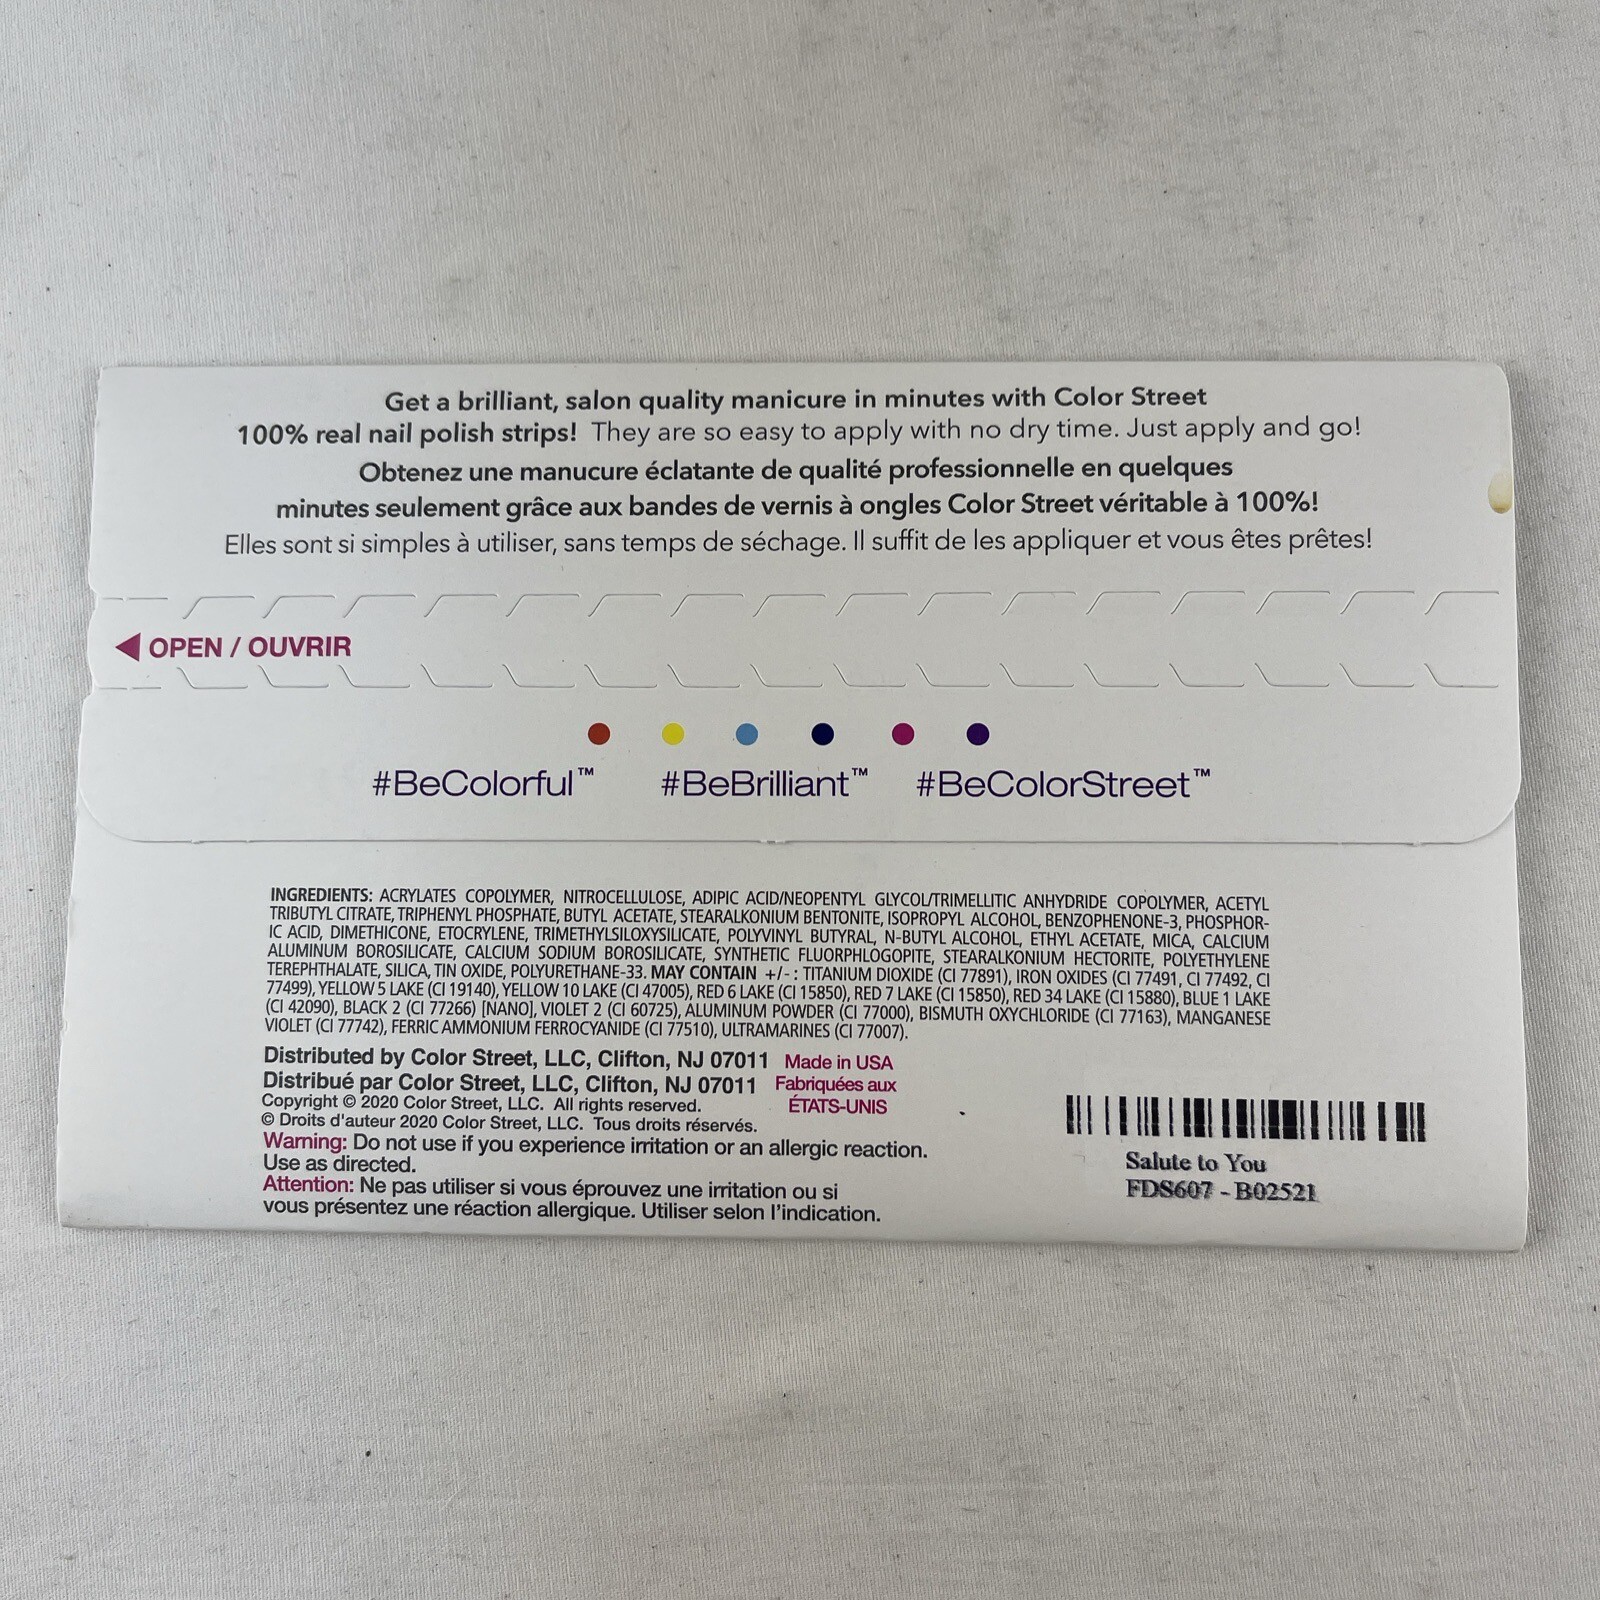 Get a brilliant, salon quality manicure in minutes with Color Street
100% real nail polish strips! They are so easy to apply with no dry time. Just apply and go!
Obtenez une manucure éclatante de qualité professionnelle en quelques
minutes seulement grâce aux bandes de vernis à ongles Color Street véritable à 100%!
Elles sont si simples à utiliser, sans temps de séchage. Il suffit de les appliquer et vous êtes prêtes!
OPEN / OUVRIR
#BeColorful™ #BeBrilliant™ #BeColorStreet™
INGREDIENTS: ACRYLATES COPOLYMER, NITROCELLULOSE, ADIPIC ACID/NEOPENTYL GLYCOL/TRIMELLITIC ANHYDRIDE COPOLYMER, ACETYL
TRIBUTYL CITRATE, TRIPHENYL PHOSPHATE, BUTYL ACETATE, STEARALKONIUM BENTONITE, ISOPROPYL ALCOHOL, BENZOPHENONE-3, PHOSPHOR-
IC ACID, DIMETHICONE, ETOCRYLENE, TRIMETHYLSILOXYSILICATE, POLYVINYL BUTYRAL, N-BUTYL ALCOHOL, ETHYL ACETATE, MICA, CALCIUM
ALUMINUM BOROSILICATE, CALCIUM SODIUM BOROSILICATE, SYNTHETIC FLUORPHLOGOPITE, STEARALKONIUM HECTORITE, POLYETHYLENE
TEREPHTHALATE, SILICA, TIN OXIDE, POLYURETHANE-33. MAY CONTAIN +/- : TITANIUM DIOXIDE (CI 77891), IRON OXIDES (CI 77491, CI 77492, CI
77499), YELLOW 5 LAKE (CI 19140), YELLOW 10 LAKE (CI 47005), RED 6 LAKE (CI 15850), RED 7 LAKE (CI 15850), RED 34 LAKE (CI 15880), BLUE 1 LAKE
(CI 42090), BLACK 2 (CI 77266) [NANO], VIOLET 2 (CI 60725), ALUMINUM POWDER (CI 77000), BISMUTH OXYCHLORIDE (CI 77163), MANGANESE
VIOLET (CI 77742), FERRIC AMMONIUM FERROCYANIDE (CI 77510), ULTRAMARINES (CI 77007).
Distributed by Color Street, LLC, Clifton, NJ 07011 Made in USA
Distribué par Color Street, LLC, Clifton, NJ 07011 Fabriquées aux
ÉTATS-UNIS
Copyright © 2020 Color Street, LLC. All rights reserved.
© Droits d'auteur 2020 Color Street, LLC. Tous droits réservés.
Warning: Do not use if you experience irritation or an allergic reaction.
Use as directed.
Attention: Ne pas utiliser si vous éprouvez une irritation ou si
vous présentez une réaction allergique. Utiliser selon l'indication.
Salute to You
FDS607 - B02521